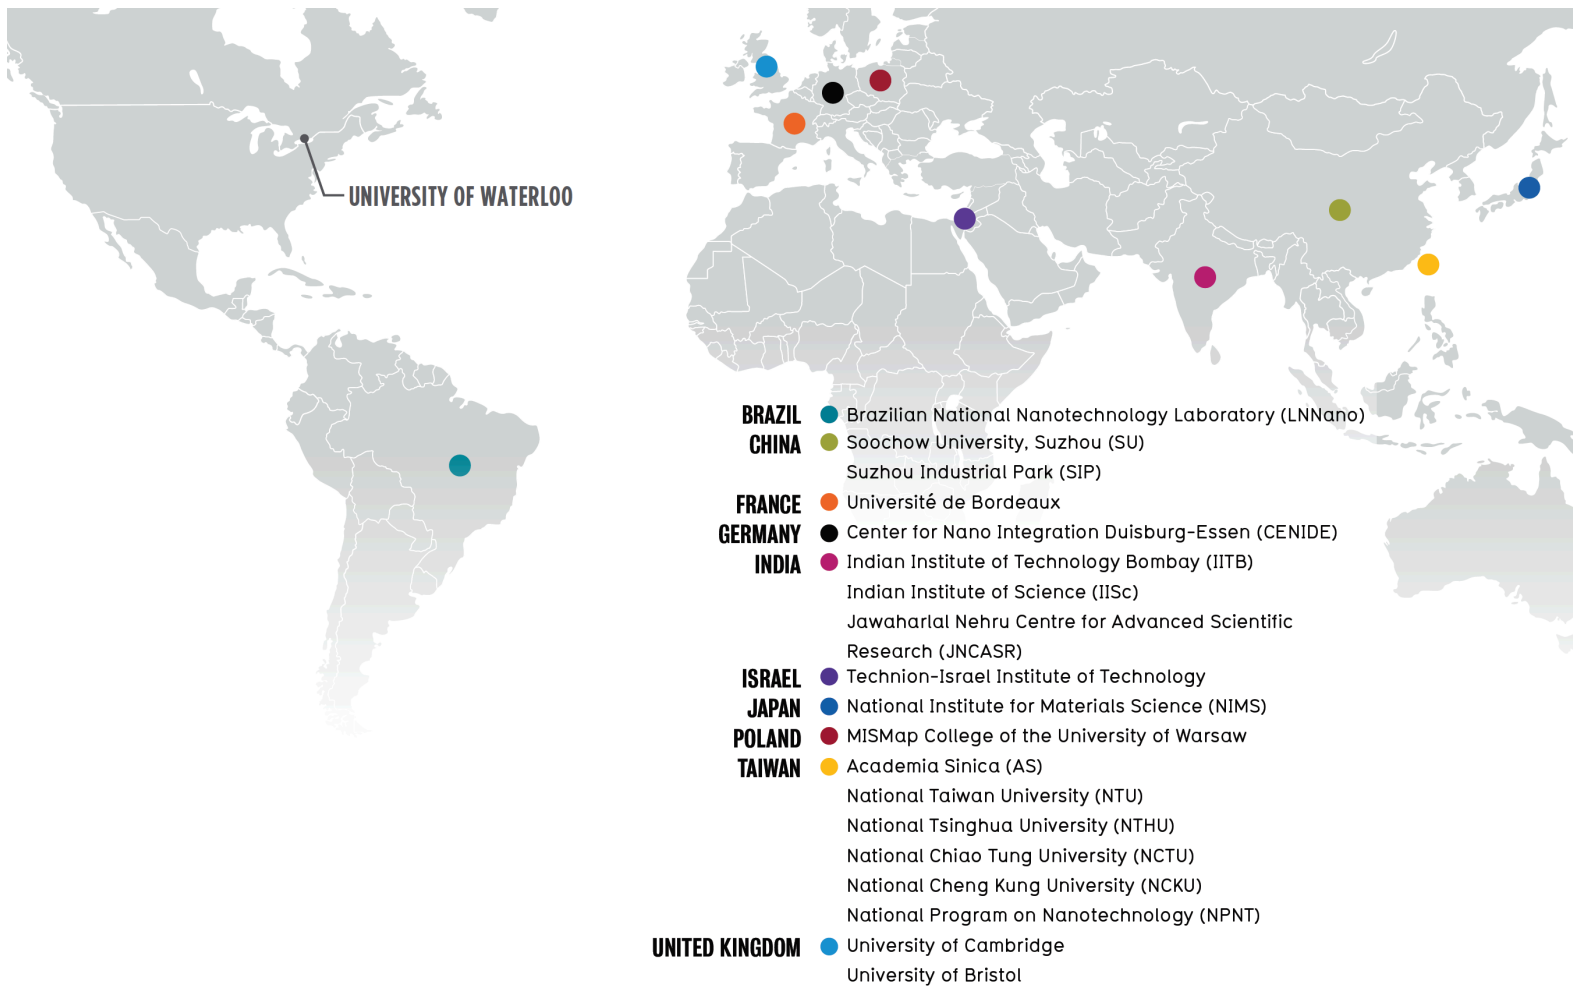 UNIVERSITY OF WATERLOO
BRAZIL Brazilian National Nanotechnology Laboratory (LNNano)
CHINA Soochow University, Suzhou (SU)
Suzhou Industrial Park (SIP)
FRANCE Université de Bordeaux
GERMANY Center for Nano Integration Duisburg-Essen (CENIDE)
INDIA Indian Institute of Technology Bombay (IITB)
Indian Institute of Science (IISc)
Jawaharlal Nehru Centre for Advanced Scientific
Research (JNCASR)
ISRAEL Technion-Israel Institute of Technology
JAPAN National Institute for Materials Science (NIMS)
POLAND MISMap College of the University of Warsaw
TAIWAN Academia Sinica (AS)
National Taiwan University (NTU)
National Tsinghua University (NTHU)
National Chiao Tung University (NCTU)
National Cheng Kung University (NCKU)
National Program on Nanotechnology (NPNT)
UNITED KINGDOM University of Cambridge
University of Bristol